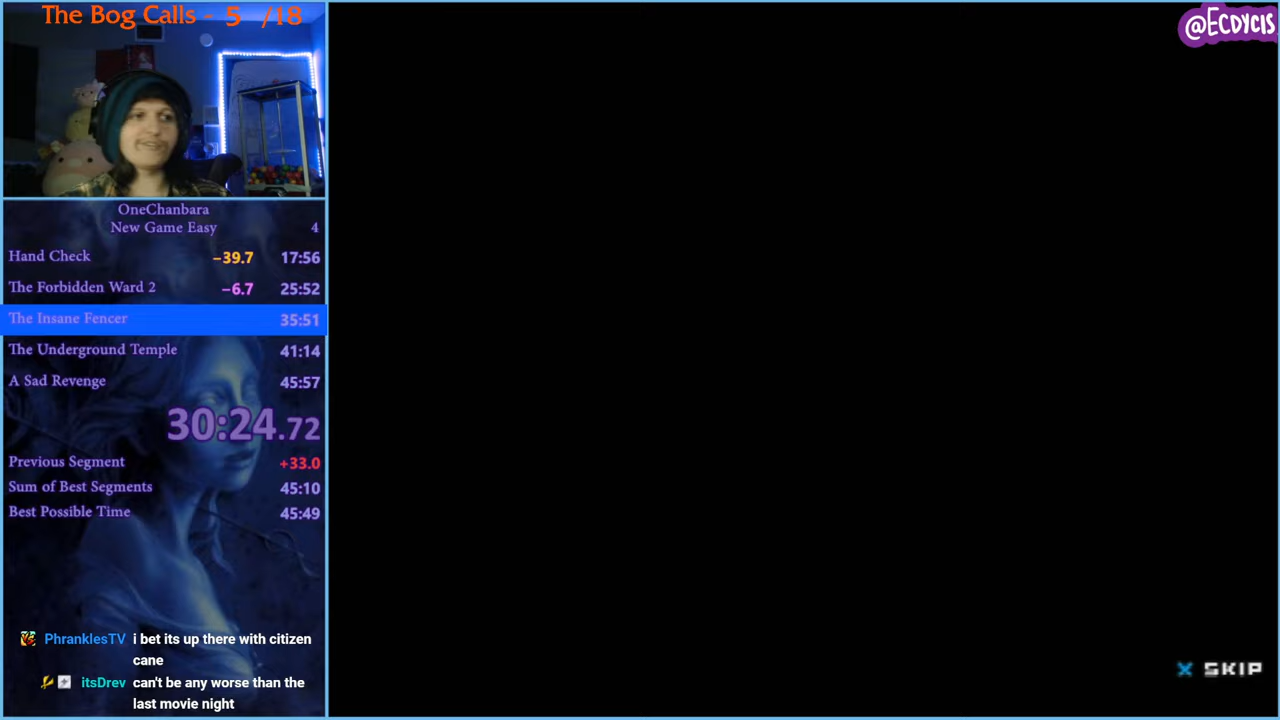 The Bog Calls - 5 /18
@ECDYCIS
OneChanbara
New Game Easy 4
Hand Check -39.7 17:56
The Forbidden Ward 2 -6.7 25:52
The Insane Fencer 35:51
The Underground Temple 41:14
A Sad Revenge 45:57
30:24.72
Previous Segment +33.0
Sum of Best Segments 45:10
Best Possible Time 45:49
PhranklesTV i bet its up there with citizen
cane
itsDrev can't be any worse than the
last movie night
X SKIP